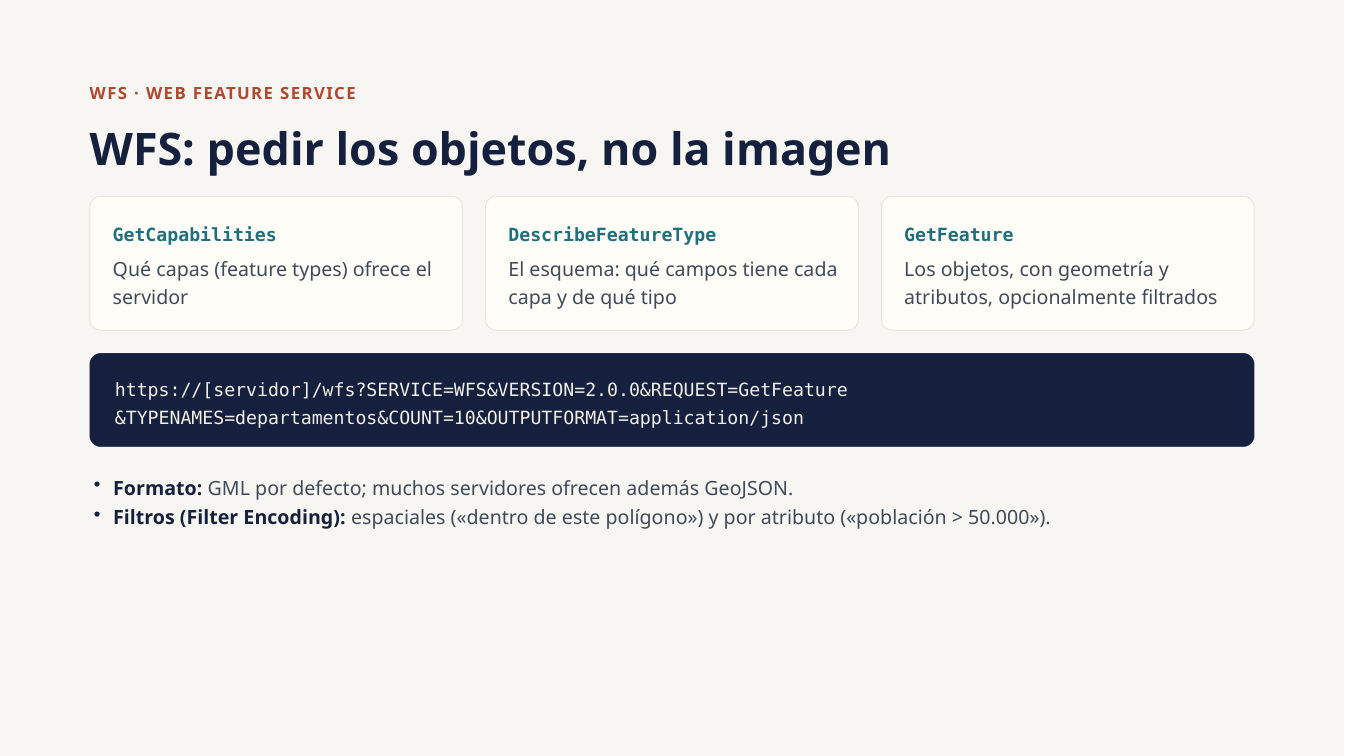 WFS · WEB FEATURE SERVICE
WFS: pedir los objetos, no la imagen
GetCapabilities
Qué capas (feature types) ofrece el
servidor
DescribeFeatureType
El esquema: qué campos tiene cada
capa y de qué tipo
GetFeature
Los objetos, con geometría y
atributos, opcionalmente filtrados
https://[servidor]/wfs?SERVICE=WFS&VERSION=2.0.0&REQUEST=GetFeature
&TYPENAMES=departamentos&COUNT=10&OUTPUTFORMAT=application/json
• Formato: GML por defecto; muchos servidores ofrecen además GeoJSON.
• Filtros (Filter Encoding): espaciales («dentro de este polígono») y por atributo («población > 50.000»).